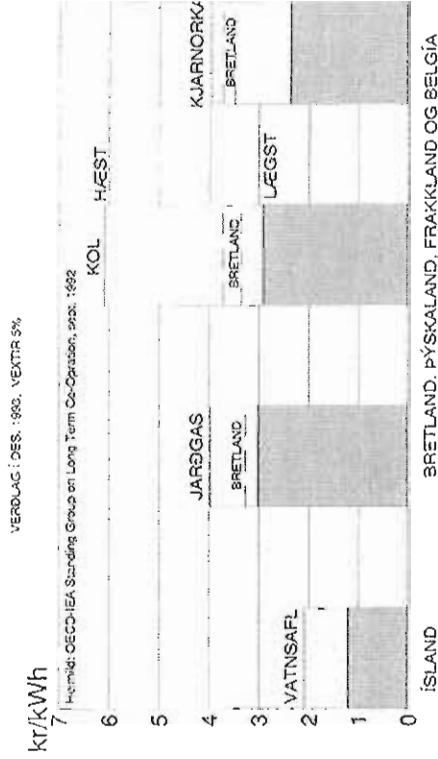 VERÐLAG Í DES. 1993, VEXTIR 5%
kr/kWh
7
Heimild: OECD-IEA Standing Group on Long Term Co-Opration, sept. 1992
6
5
4
3
2
1
0
KOL
HÆST
KJARNORKA
JARÐGAS
BRETLAND
BRETLAND
BRETLAND
LÆGST
VATNSAFL
ÍSLAND
BRETLAND, ÞÝSKALAND, FRAKKLAND OG BELGÍA